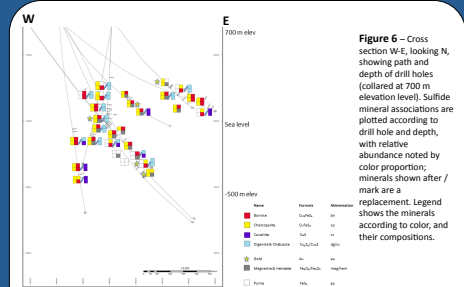 W
E
700 m elev
Sea level
-500 m elev
Name Formula Abbreviation
Bornite Cu₅FeS₄ bn
Chalcopyrite CuFeS₂ cp
Covellite CuS cv
Digenite & Chalcocite Cu₉S₅/Cu₂S dg/cc
Gold Au au
Magnetite & Hematite Fe₃O₄/Fe₂O₃ mag/hem
Pyrite FeS₂ py
Figure 6 – Cross
section W-E, looking N,
showing path and
depth of drill holes
(collared at 700 m
elevation level). Sulfide
mineral associations are
plotted according to
drill hole and depth,
with relative
abundance noted by
color proportion;
minerals shown after /
mark are a
replacement. Legend
shows the minerals
according to color, and
their compositions.